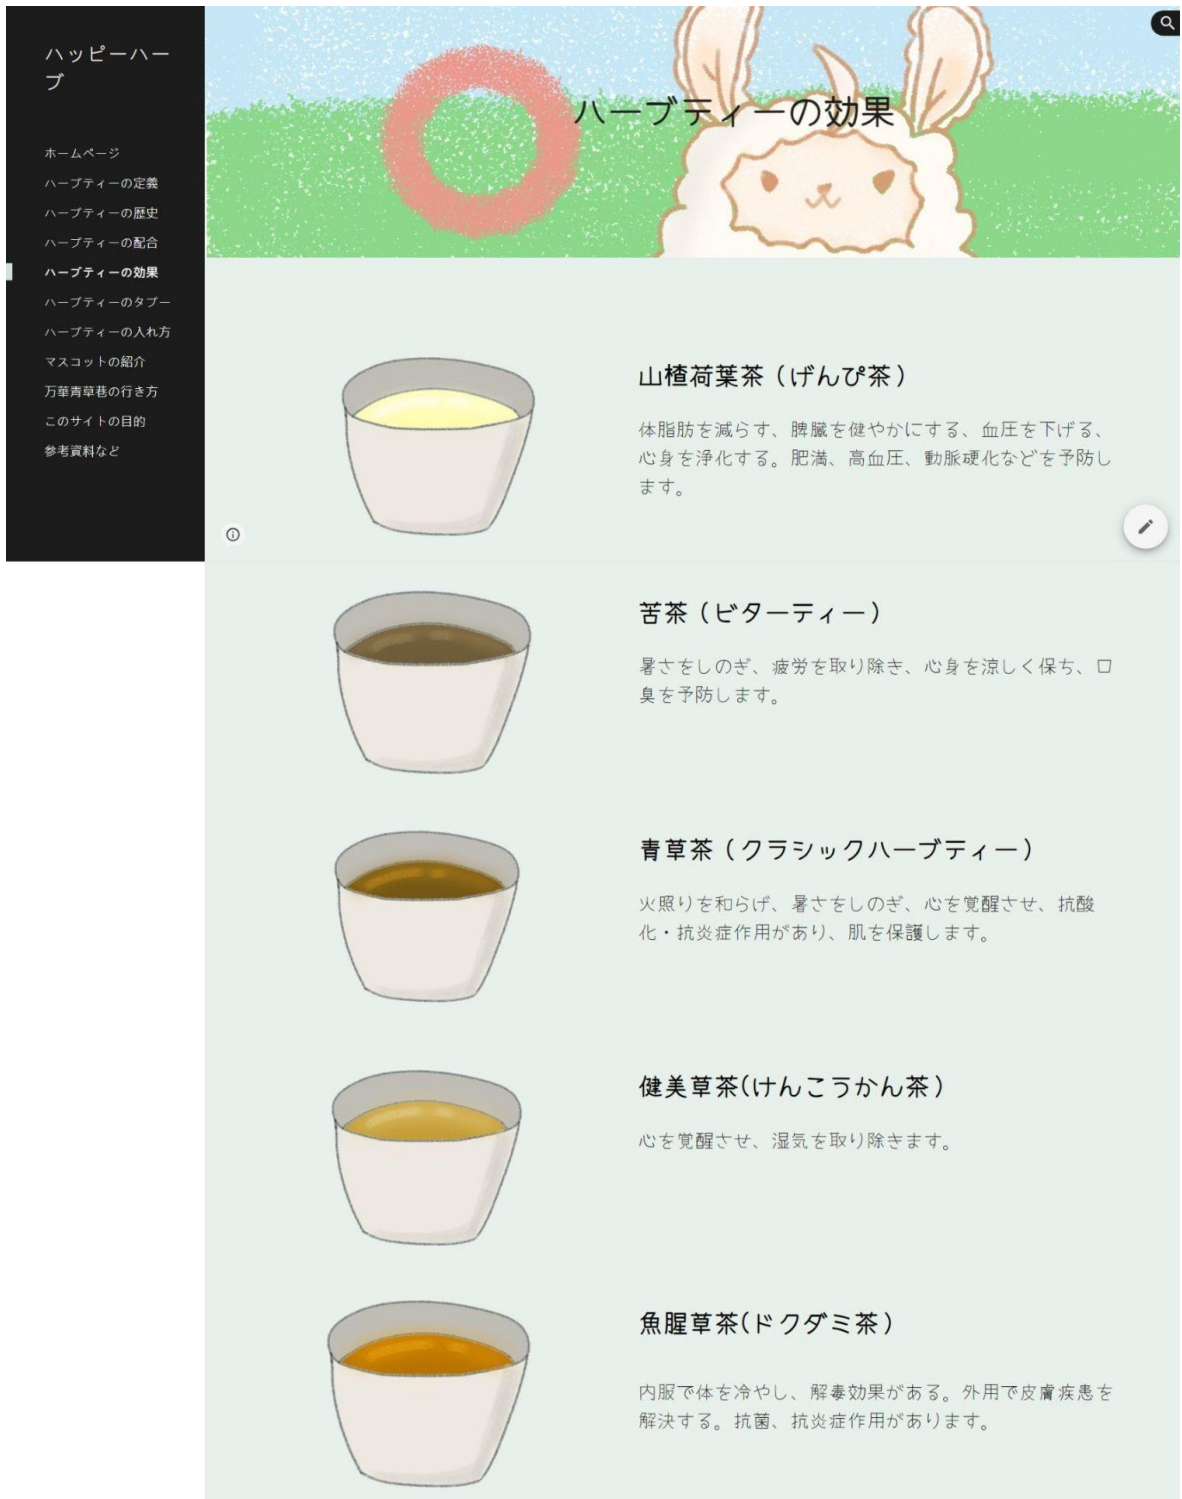 ハッピーハー
ブ
ホームページ
ハーブティーの定義
ハーブティーの歴史
ハーブティーの配合
ハーブティーの効果
ハーブティーのタブー
ハーブティーの入れ方
マスコットの紹介
万華青草巷の行き方
このサイトの目的
参考資料など
ハーブティーの効果
山楂荷葉茶（げんぴ茶）
体脂肪を減らす、脾臓を健やかにする、血圧を下げる、
心身を浄化する。肥満、高血圧、動脈硬化などを予防し
ます。
苦茶（ビターティー）
暑さをしのぎ、疲労を取り除き、心身を涼しく保ち、口
臭を予防します。
青草茶（クラシックハーブティー）
火照りを和らげ、暑さをしのぎ、心を覚醒させ、抗酸
化・抗炎症作用があり、肌を保護します。
健美草茶(けんこうかん茶）
心を覚醒させ、湿気を取り除きます。
魚腥草茶(ドクダミ茶）
内服で体を冷やし、解毒効果がある。外用で皮膚疾患を
解決する。抗菌、抗炎症作用があります。